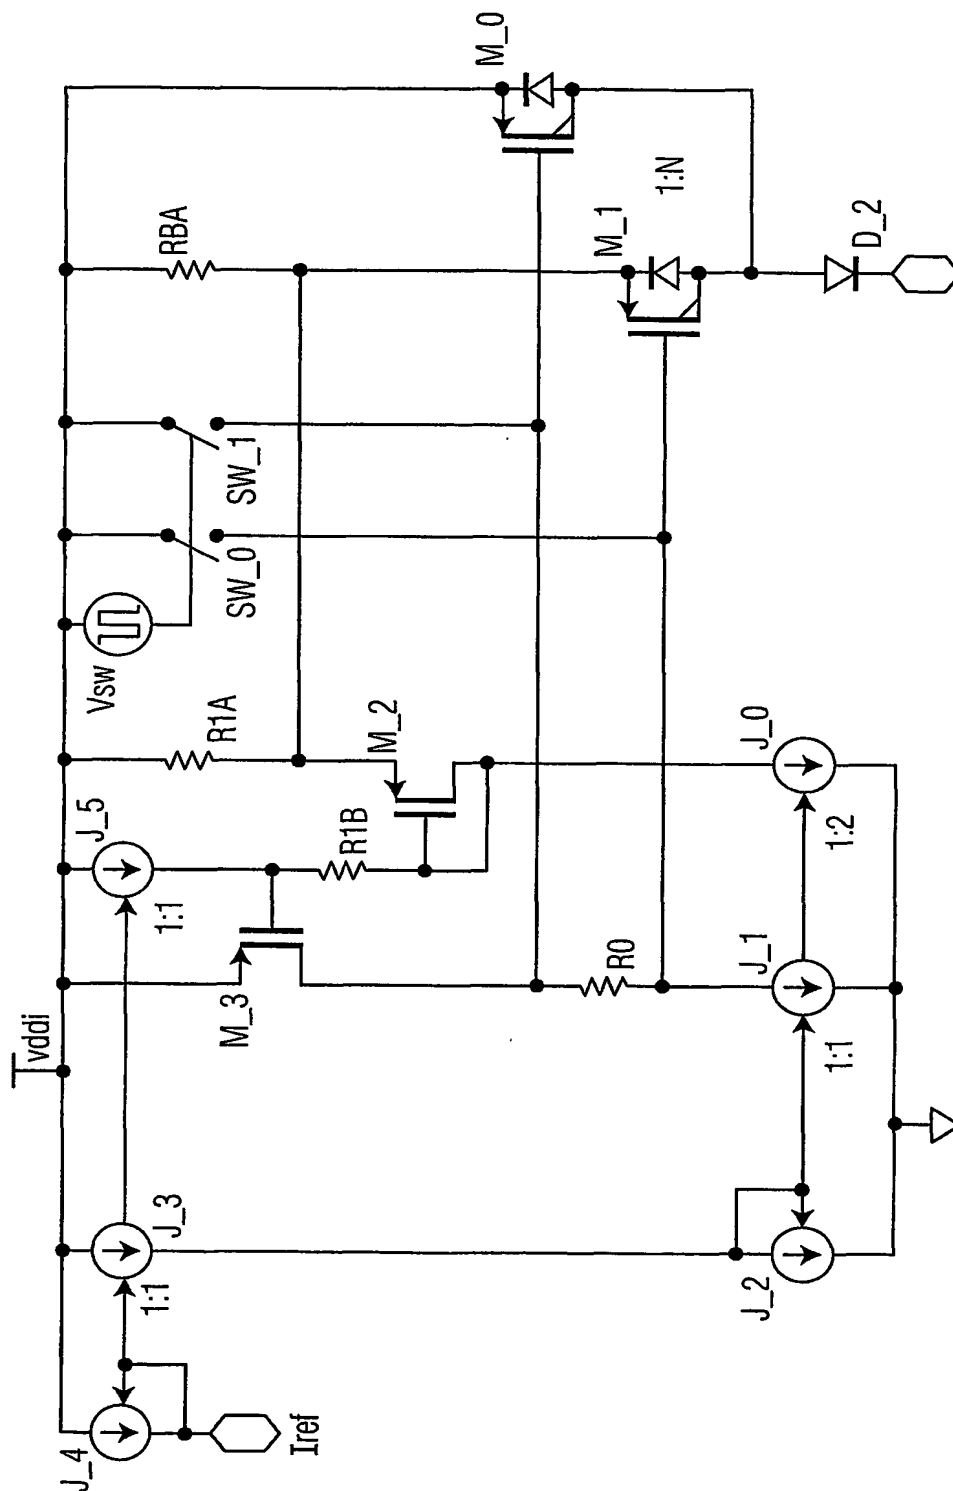 M_0
1:N
M_1
D_2
RBA
SW_1
SW_0
Vsw
R1A
M_2
J_0
J_5
R1B
1:2
1:1
M_3
R0
J_1
1:1
vddi
J_3
1:1
J_2
J_4
Iref